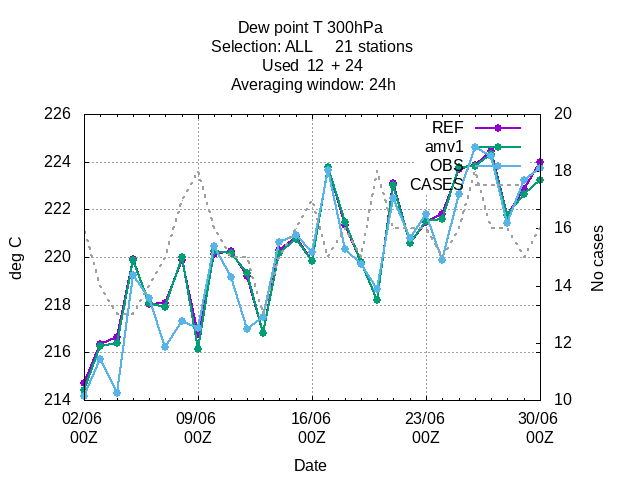 Dew point T 300hPa
Selection: ALL 21 stations
Used 12 + 24
Averaging window: 24h
226
224
222
220
218
216
214
deg C
20
18
16
14
12
10
No cases
REF
amv1
OBS
CASES
02/06 09/06 16/06 23/06 30/06
00Z 00Z 00Z 00Z 00Z
Date